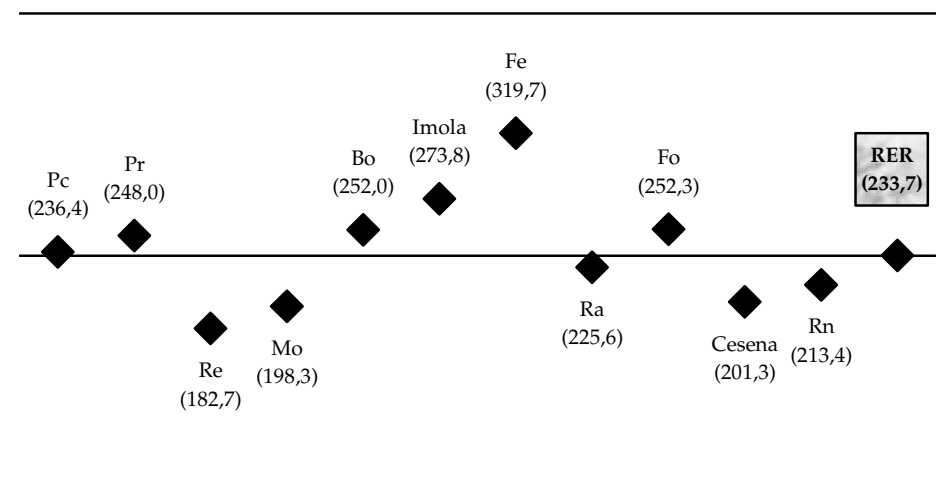 Pc
(236,4)
Pr
(248,0)
Re
(182,7)
Mo
(198,3)
Bo
(252,0)
Imola
(273,8)
Fe
(319,7)
Ra
(225,6)
Fo
(252,3)
Cesena
(201,3)
Rn
(213,4)
RER
(233,7)